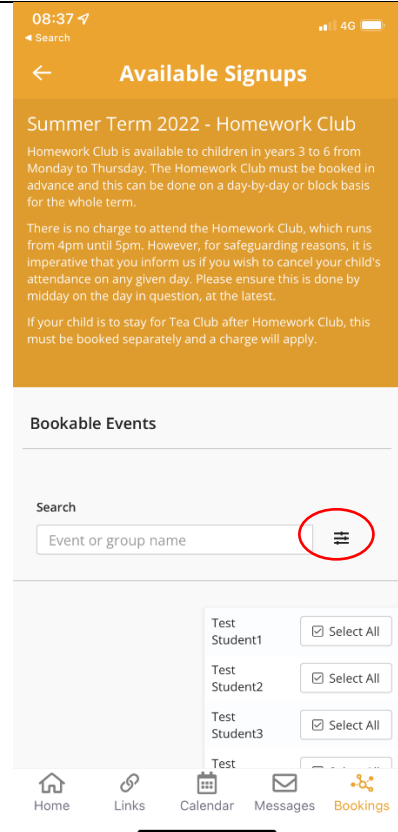 08:37
◄ Search
4G
Available Signups
Summer Term 2022 - Homework Club
Homework Club is available to children in years 3 to 6 from
Monday to Thursday. The Homework Club must be booked in
advance and this can be done on a day-by-day or block basis
for the whole term.
There is no charge to attend the Homework Club, which runs
from 4pm until 5pm. However, for safeguarding reasons, it is
imperative that you inform us if you wish to cancel your child's
attendance on any given day. Please ensure this is done by
midday on the day in question, at the latest.
If your child is to stay for Tea Club after Homework Club, this
must be booked separately and a charge will apply.
Bookable Events
Search
Event or group name
Test
Student1
Select All
Test
Student2
Select All
Test
Student3
Select All
Test
Home
Links
Calendar
Messages
Bookings